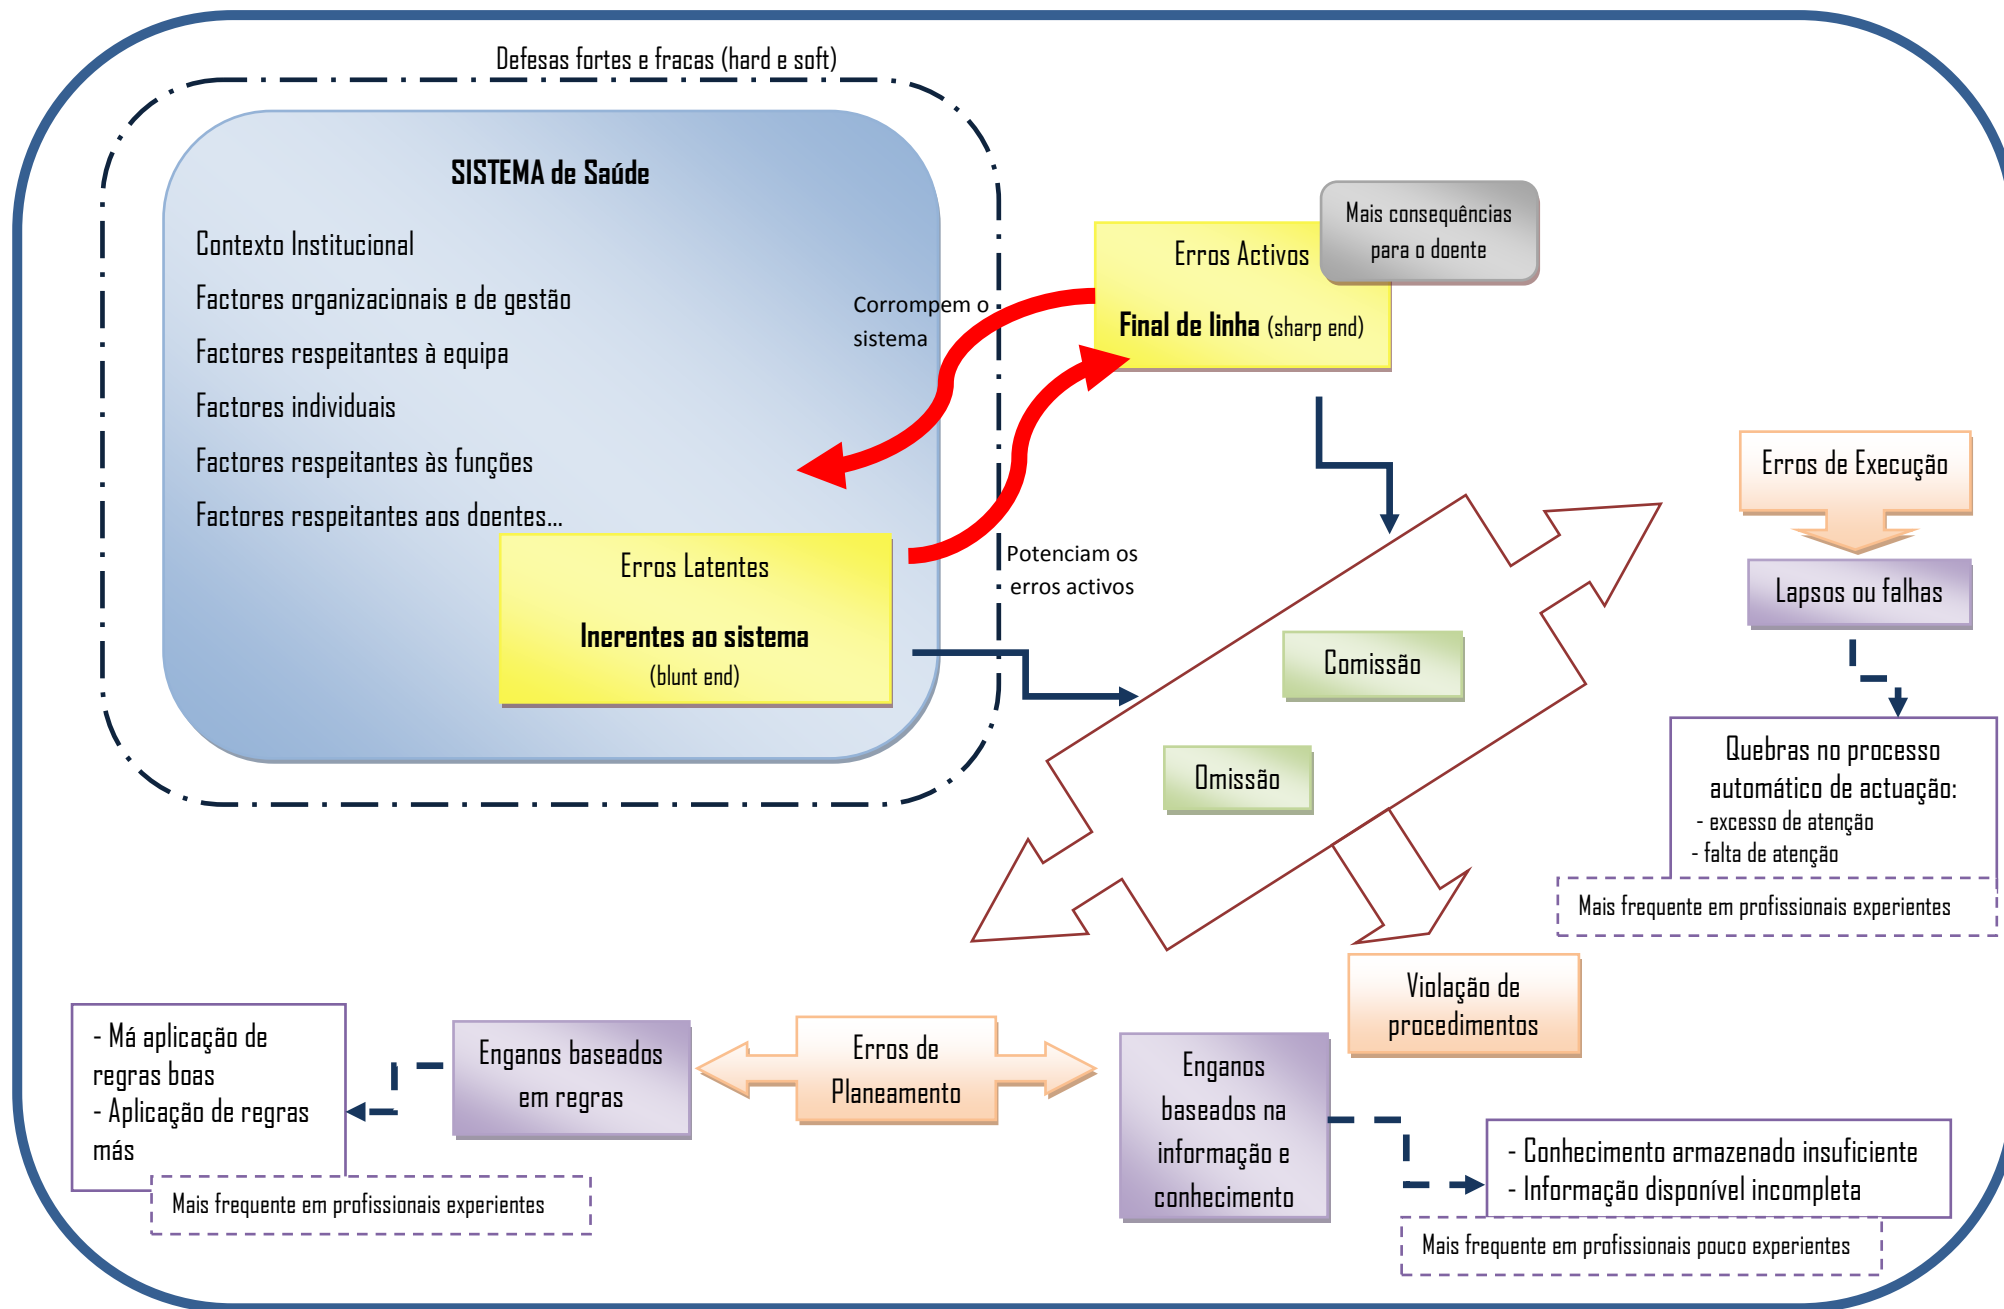 Defesas fortes e fracas (hard e soft)
SISTEMA de Saúde
Contexto Institucional
Factores organizacionais e de gestão
Factores respeitantes à equipa
Factores individuais
Factores respeitantes às funções
Factores respeitantes aos doentes...
Erros Latentes
Inerentes ao sistema
(blunt end)
Corrompem o
sistema
Potenciam os
erros activos
Mais consequências
para o doente
Erros Activos
Final de linha (sharp end)
Comissão
Omissão
Erros de Execução
Lapsos ou falhas
Quebras no processo
automático de actuação:
- excesso de atenção
- falta de atenção
Mais frequente em profissionais experientes
Violação de
procedimentos
Erros de
Planeamento
Enganos baseados
em regras
- Má aplicação de
regras boas
- Aplicação de regras
más
Mais frequente em profissionais experientes
Enganos
baseados na
informação e
conhecimento
- Conhecimento armazenado insuficiente
- Informação disponível incompleta
Mais frequente em profissionais pouco experientes